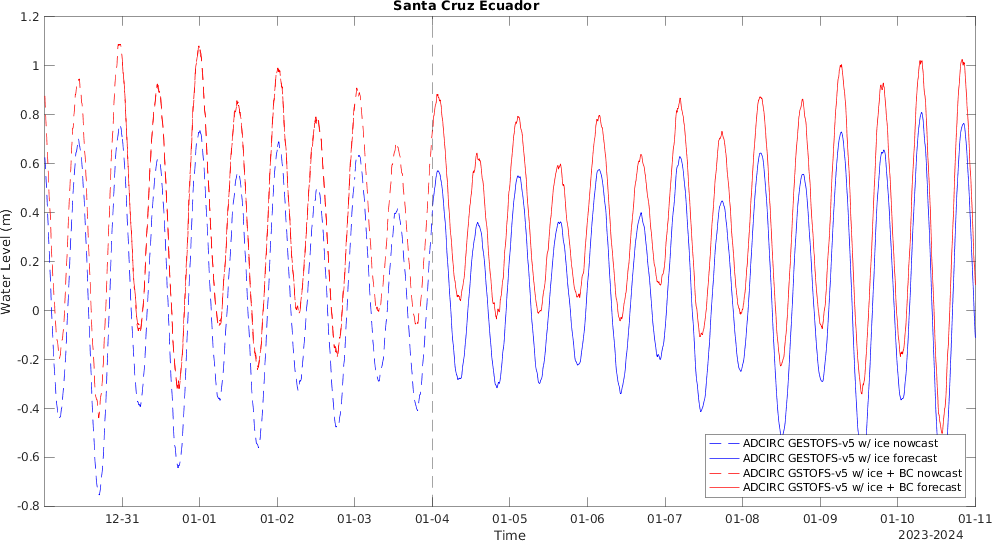 Santa Cruz Ecuador
Water Level (m)
1.2
1
0.8
0.6
0.4
0.2
0
-0.2
-0.4
-0.6
-0.8
ADCIRC GESTOFS-v5 w/ ice nowcast
ADCIRC GESTOFS-v5 w/ ice forecast
ADCIRC GSTOFS-v5 w/ ice + BC nowcast
ADCIRC GSTOFS-v5 w/ ice + BC forecast
12-31 01-01 01-02 01-03 01-04 01-05 01-06 01-07 01-08 01-09 01-10 01-11
Time
2023-2024